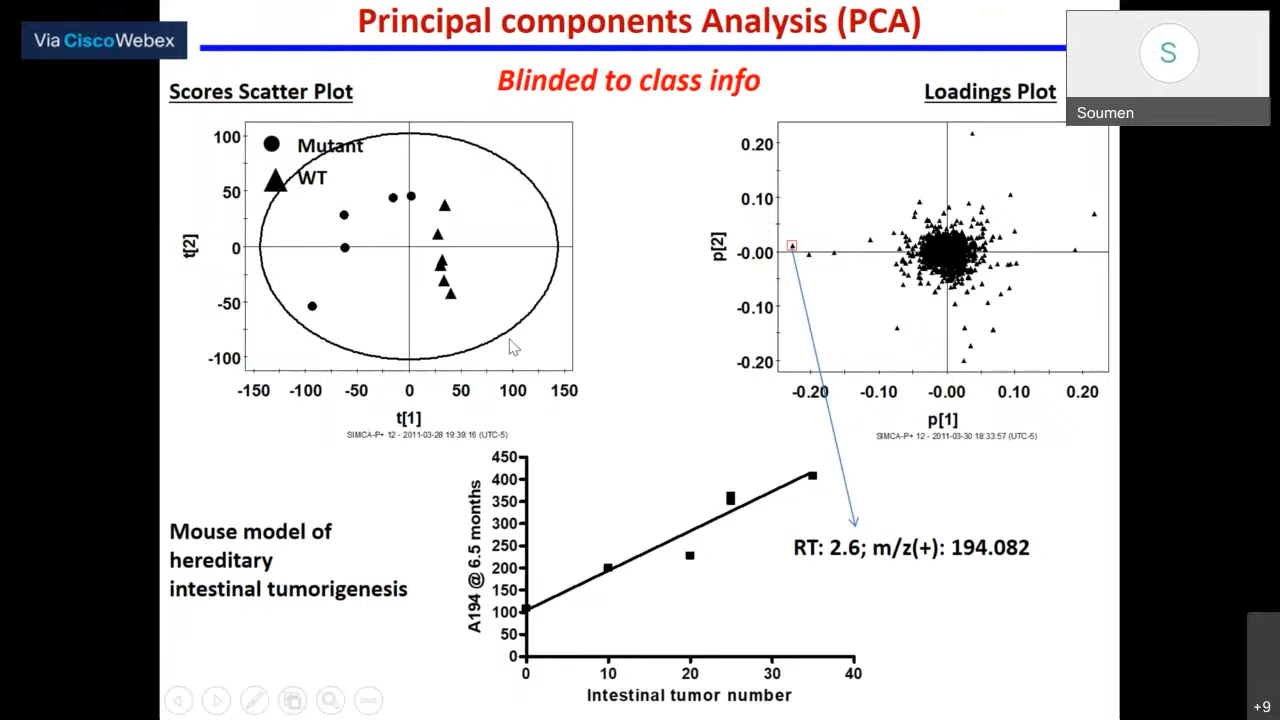 Principal components Analysis (PCA)
Via CiscoWebex
S
Soumen
Blinded to class info
Scores Scatter Plot
Loadings Plot
Mutant
WT
100
50
0
-50
-100
t[2]
-150
-100
-50
0
50
100
150
t[1]
SIMCA-P+ 12 - 2011-03-28 19:39:16 (UTC-5)
0.20
0.10
-0.00
-0.10
-0.20
p[2]
-0.20
-0.10
-0.00
0.10
0.20
p[1]
SIMCA-P+ 12 - 2011-03-30 18:33:57 (UTC-5)
450
400
350
300
250
200
150
100
50
0
A194 @ 6.5 months
0
10
20
30
40
Intestinal tumor number
Mouse model of
hereditary
intestinal tumorigenesis
RT: 2.6; m/z(+): 194.082
+9